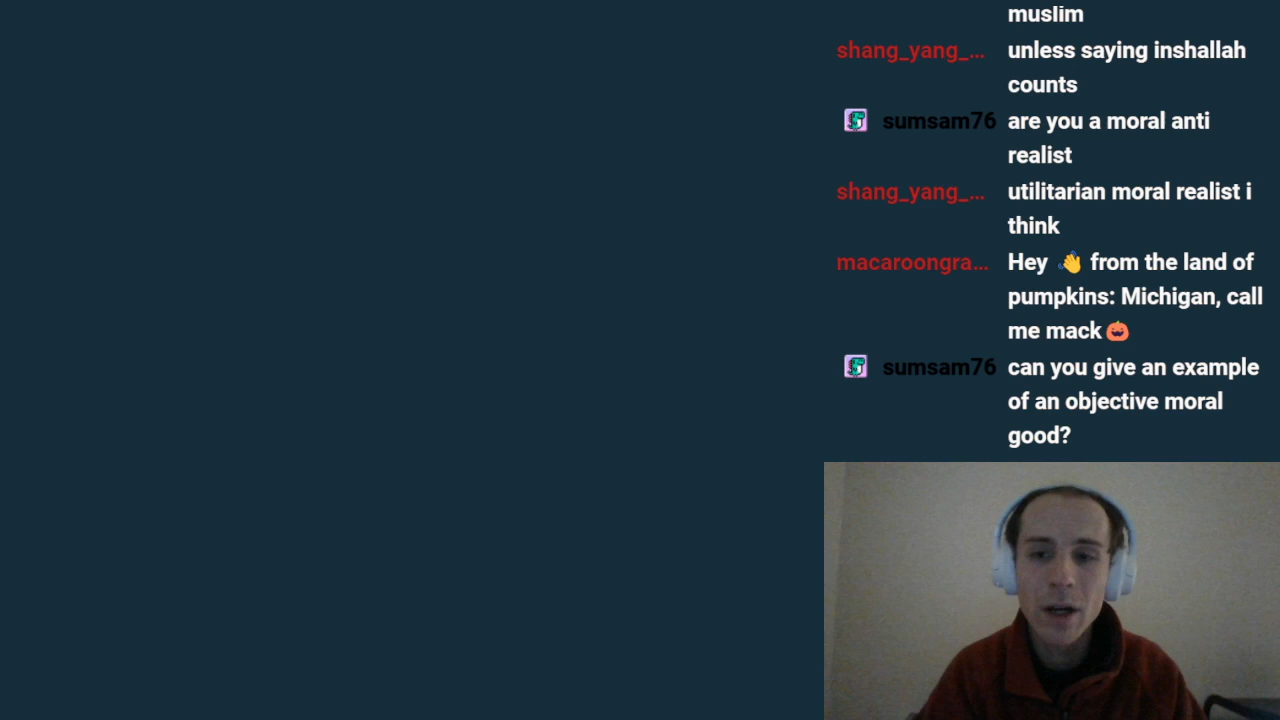 muslim
shang_yang_... unless saying inshallah
counts
sumsam76 are you a moral anti
realist
shang_yang_... utilitarian moral realist i
think
macaroongra... Hey 👋 from the land of
pumpkins: Michigan, call
me mack🎃
sumsam76 can you give an example
of an objective moral
good?